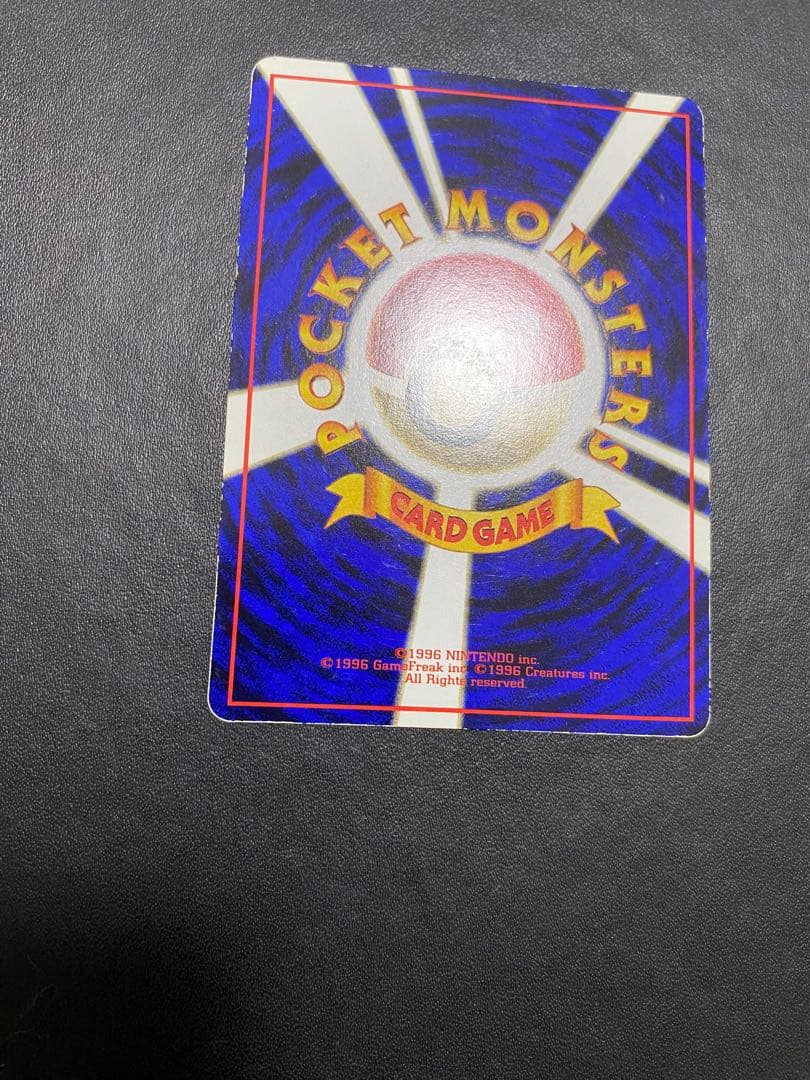 POCKET MONSTERS
CARD GAME
©1996 NINTENDO inc.
©1996 GameFreak inc. ©1996 Creatures inc.
All Rights reserved.